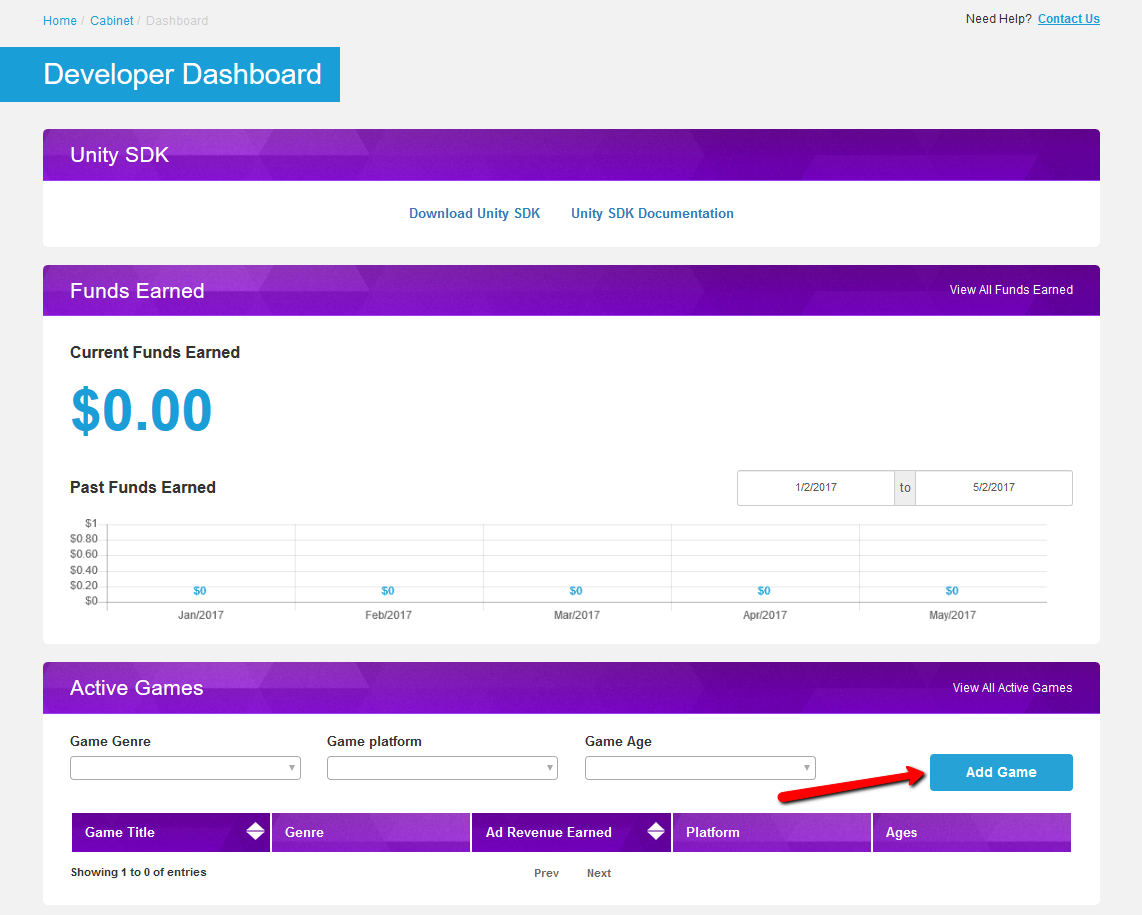 Home / Cabinet / Dashboard
Need Help? Contact Us
Developer Dashboard
Unity SDK
Download Unity SDK Unity SDK Documentation
Funds Earned
View All Funds Earned
Current Funds Earned
$0.00
Past Funds Earned
1/2/2017 to 5/2/2017
$1
$0.80
$0.60
$0.40
$0.20
$0
$0 $0 $0 $0 $0
Jan/2017 Feb/2017 Mar/2017 Apr/2017 May/2017
Active Games
View All Active Games
Game Genre Game platform Game Age
Add Game
Game Title Genre Ad Revenue Earned Platform Ages
Showing 1 to 0 of entries
Prev Next